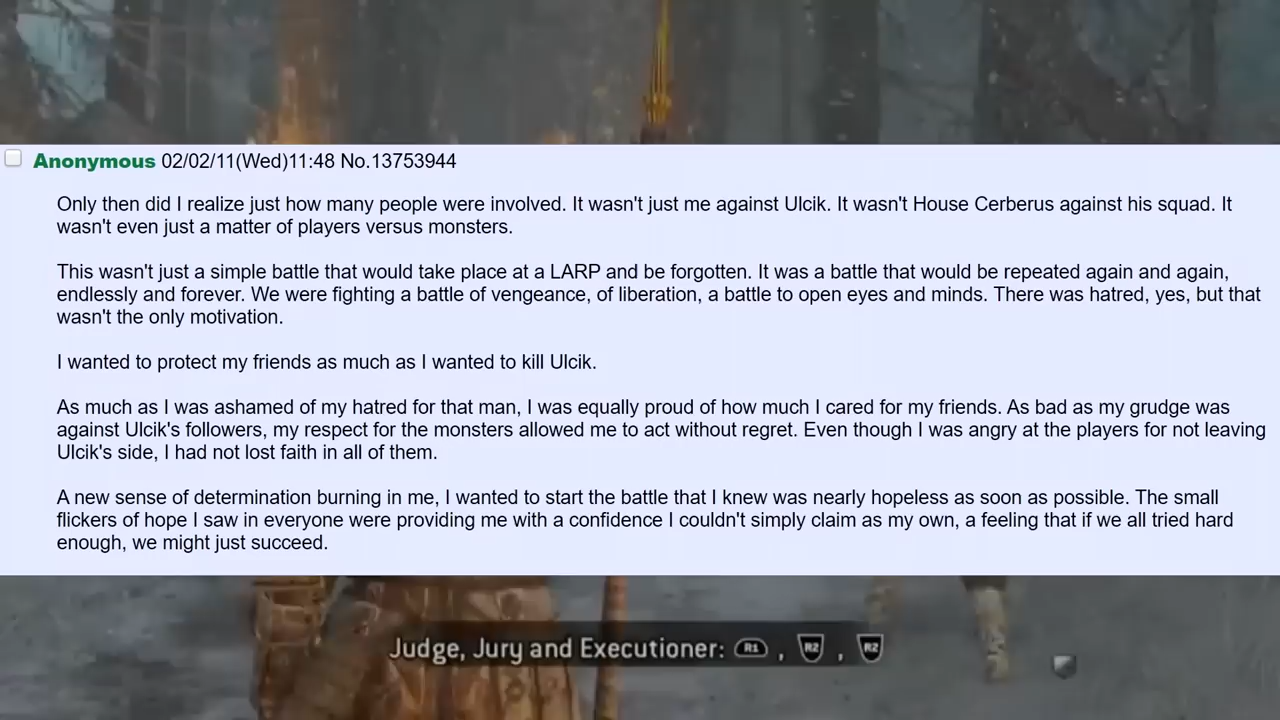 Anonymous 02/02/11(Wed)11:48 No.13753944
Only then did I realize just how many people were involved. It wasn't just me against Ulcik. It wasn't House Cerberus against his squad. It
wasn't even just a matter of players versus monsters.
This wasn't just a simple battle that would take place at a LARP and be forgotten. It was a battle that would be repeated again and again,
endlessly and forever. We were fighting a battle of vengeance, of liberation, a battle to open eyes and minds. There was hatred, yes, but that
wasn't the only motivation.
I wanted to protect my friends as much as I wanted to kill Ulcik.
As much as I was ashamed of my hatred for that man, I was equally proud of how much I cared for my friends. As bad as my grudge was
against Ulcik's followers, my respect for the monsters allowed me to act without regret. Even though I was angry at the players for not leaving
Ulcik's side, I had not lost faith in all of them.
A new sense of determination burning in me, I wanted to start the battle that I knew was nearly hopeless as soon as possible. The small
flickers of hope I saw in everyone were providing me with a confidence I couldn't simply claim as my own, a feeling that if we all tried hard
enough, we might just succeed.
Judge, Jury and Executioner: R1 , R2 , R2